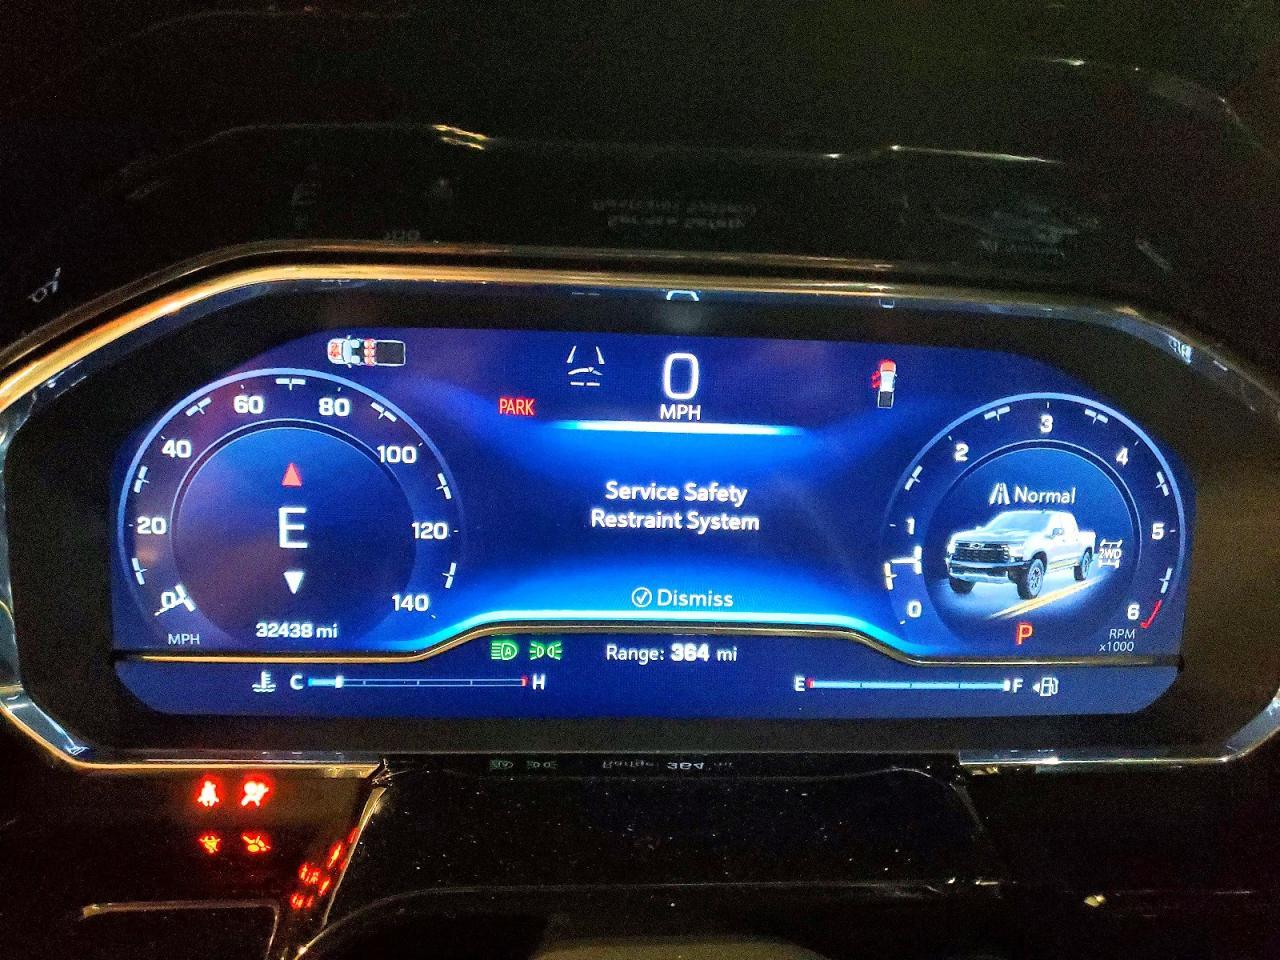 0
MPH
PARK
60
80
40
100
20
120
0
140
E
32438 mi
MPH
Service Safety
Restraint System
Dismiss
3
2
4
1
5
0
6
Normal
2WD
P
RPM
x1000
A
Range: 364 mi
C
H
E
F